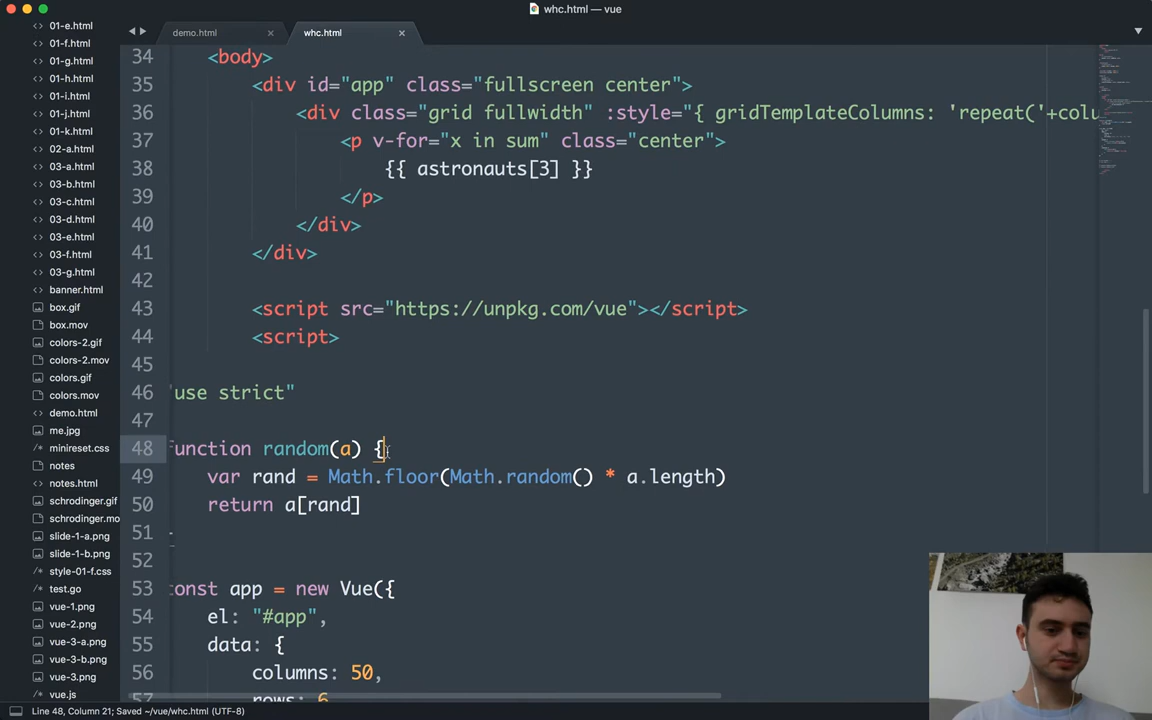 whc.html — vue
01-e.html
01-f.html
01-g.html
01-h.html
01-i.html
01-j.html
01-k.html
02-a.html
03-a.html
03-b.html
03-c.html
03-d.html
03-e.html
03-f.html
03-g.html
banner.html
box.gif
box.mov
colors-2.gif
colors-2.mov
colors.gif
colors.mov
demo.html
me.jpg
minireset.css
notes
notes.html
schrodinger.gif
schrodinger.mo
slide-1-a.png
slide-1-b.png
style-01-f.css
test.go
vue-1.png
vue-2.png
vue-3-a.png
vue-3-b.png
vue-3.png
vue.js
demo.html
whc.html
34 <body>
35 <div id="app" class="fullscreen center">
36 <div class="grid fullwidth" :style="{ gridTemplateColumns: 'repeat('+colu
37 <p v-for="x in sum" class="center">
38 {{ astronauts[3] }}
39 </p>
40 </div>
41 </div>
42
43 <script src="https://unpkg.com/vue"></script>
44 <script>
45
46 "use strict"
47
48 function random(a) {
49 var rand = Math.floor(Math.random() * a.length)
50 return a[rand]
51 }
52
53 const app = new Vue({
54 el: "#app",
55 data: {
56 columns: 50,
57 rows: 6
Line 48, Column 21; Saved ~/vue/whc.html (UTF-8)